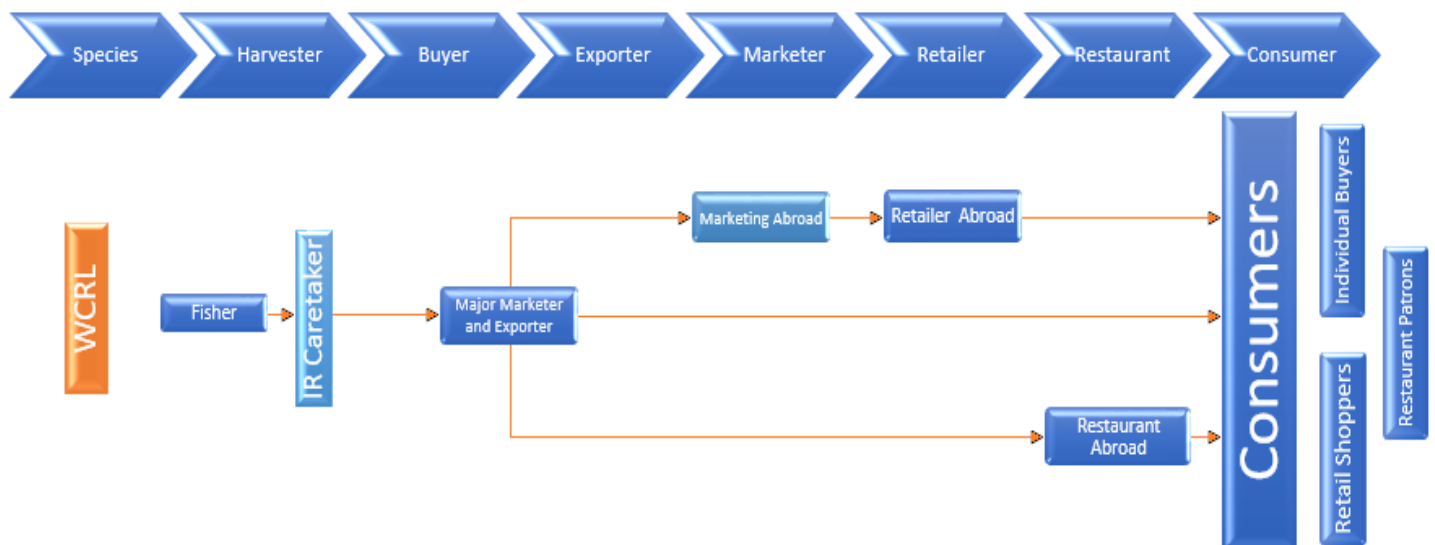 Species
Harvester
Buyer
Exporter
Marketer
Retailer
Restaurant
Consumer
WCRL
Fisher
IR Caretaker
Major Marketer
and Exporter
Marketing Abroad
Retailer Abroad
Restaurant
Abroad
Consumers
Individual Buyers
Retail Shoppers
Restaurant Patrons